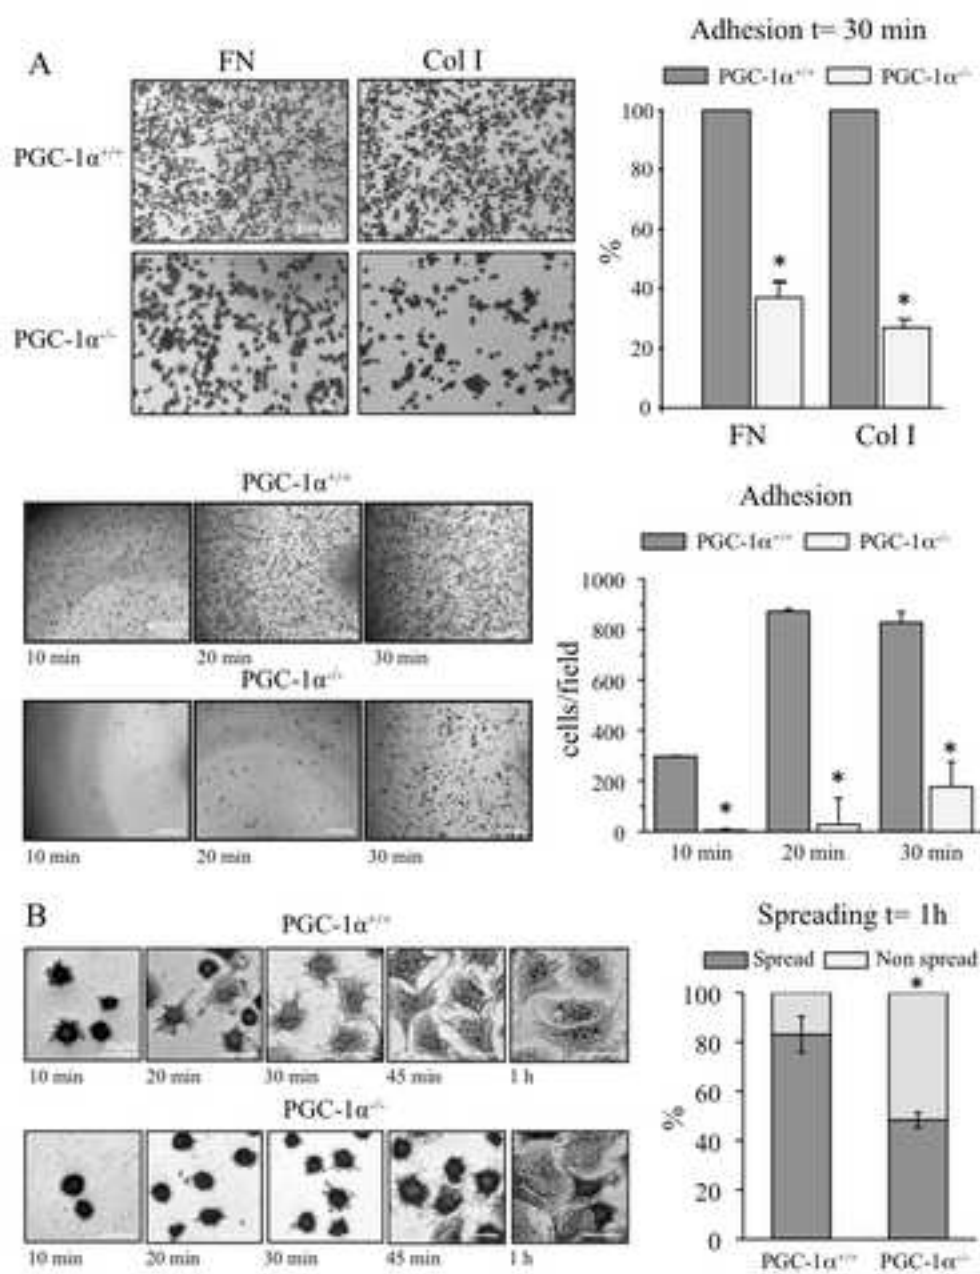 A
FN
Col I
PGC-1α+/+
PGC-1α-/-
Adhesion t= 30 min
PGC-1α+/+ PGC-1α-/-
100
80
60
40
20
0
%
*
*
FN
Col I
PGC-1α+/+
10 min
20 min
30 min
PGC-1α-/-
10 min
20 min
30 min
Adhesion
PGC-1α+/+ PGC-1α-/-
1000
800
600
400
200
0
cells/field
*
*
*
10 min
20 min
30 min
B
PGC-1α+/+
10 min
20 min
30 min
45 min
1 h
PGC-1α-/-
10 min
20 min
30 min
45 min
1 h
Spreading t= 1h
Spread Non spread
*
100
80
60
40
20
0
%
PGC-1α+/+
PGC-1α-/-